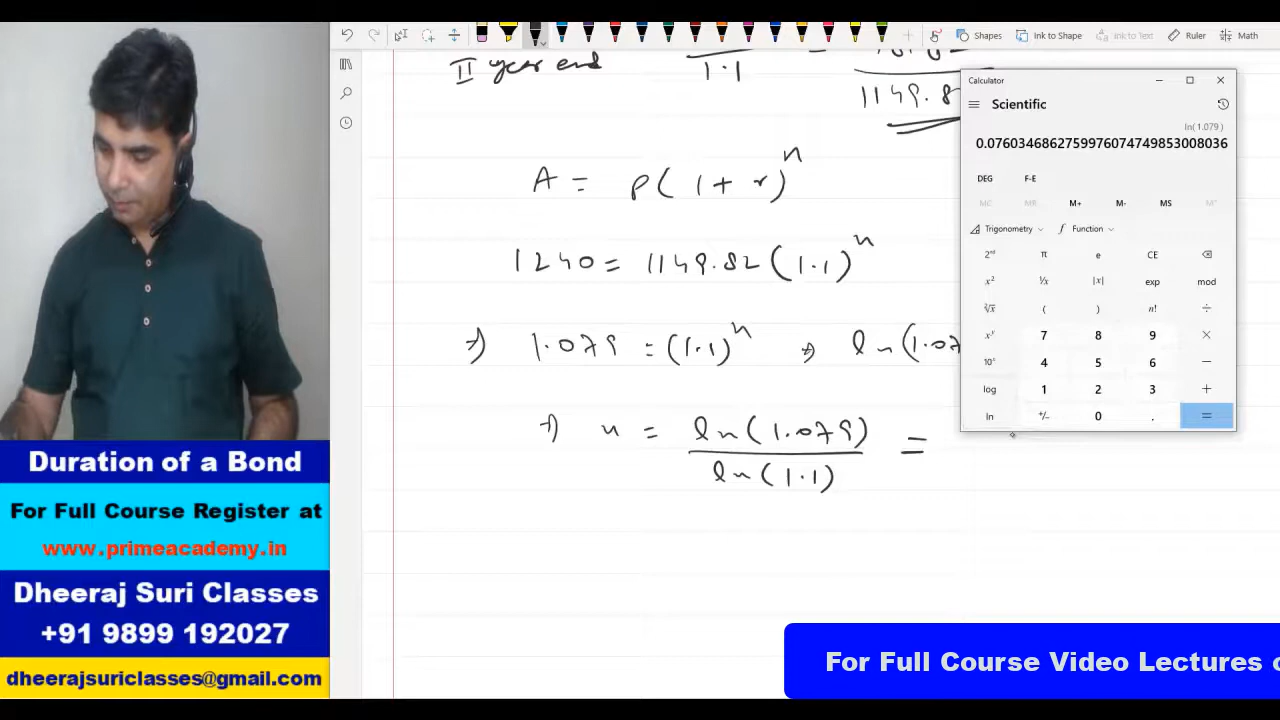 Shapes
Ink to Shape
Ink to Text
Ruler
Math
II year end
1.1
=
1149.8
A = P(1+r)^n
1240 = 1149.82 (1.1)^n
=) 1.079 = (1.1)^n =) ln(1.07
=) n = ln(1.079) =
ln(1.1)
Calculator
Scientific
ln( 1.079 )
0.07603468627599760747498530080​36
DEG F-E
MC MR M+ M- MS M˅
Trigonometry Function
2ⁿᵈ π e CE
x² ¹/x |x| exp mod
²√x ( ) n! ÷
xʸ 7 8 9 ×
10ˣ 4 5 6 −
log 1 2 3 +
ln +/− 0 . =
Duration of a Bond
For Full Course Register at
www.primeacademy.in
Dheeraj Suri Classes
+91 9899 192027
dheerajsuriclasses@gmail.com
For Full Course Video Lectures